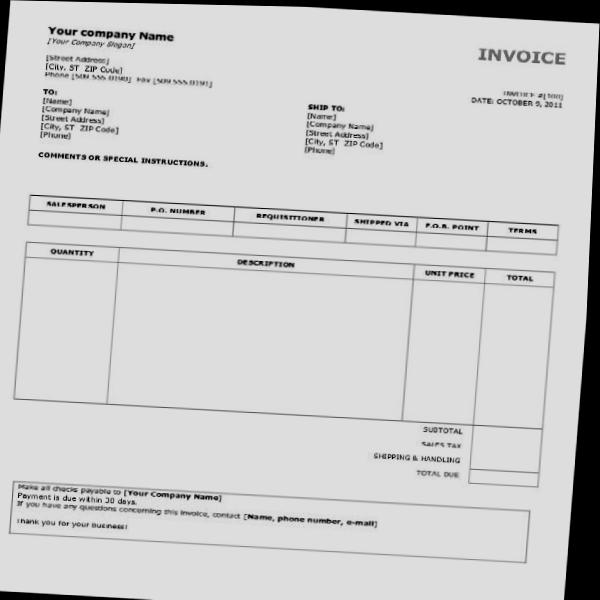 Your company Name
[Your Company Slogan]
INVOICE
[Street Address]
[City, ST ZIP Code]
Phone [509.555.0190] Fax [509.555.0191]
INVOICE #[100]
DATE: OCTOBER 9, 2011
TO:
[Name]
[Company Name]
[Street Address]
[City, ST ZIP Code]
[Phone]
SHIP TO:
[Name]
[Company Name]
[Street Address]
[City, ST ZIP Code]
[Phone]
COMMENTS OR SPECIAL INSTRUCTIONS.
SALESPERSON P.O. NUMBER REQUISITIONER SHIPPED VIA F.O.B. POINT TERMS
QUANTITY DESCRIPTION UNIT PRICE TOTAL
SUBTOTAL
SALES TAX
SHIPPING & HANDLING
TOTAL DUE
Make all checks payable to [Your Company Name]
Payment is due within 30 days.
If you have any questions concerning this invoice, contact [Name, phone number, e-mail]
Thank you for your business!